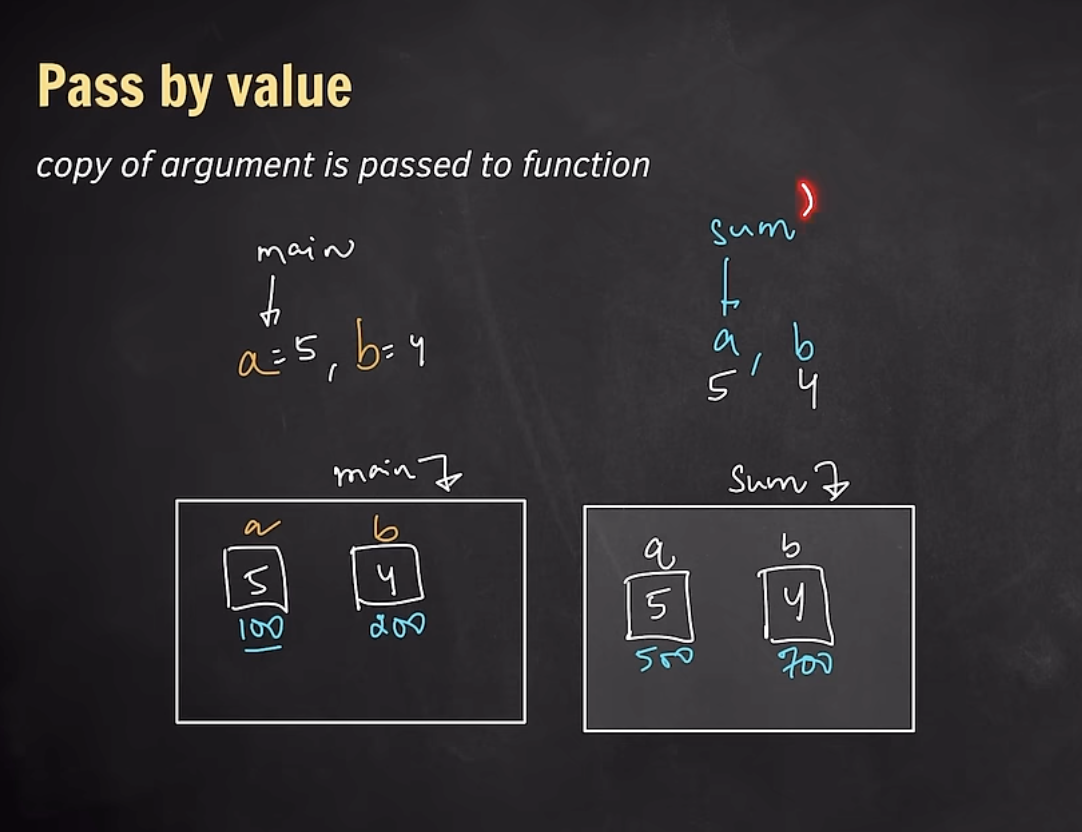 Pass by value
copy of argument is passed to function
main
a=5, b=4
sum
a, b
5 4
main
a b
5 4
100 200
Sum
a b
5 4
500 700